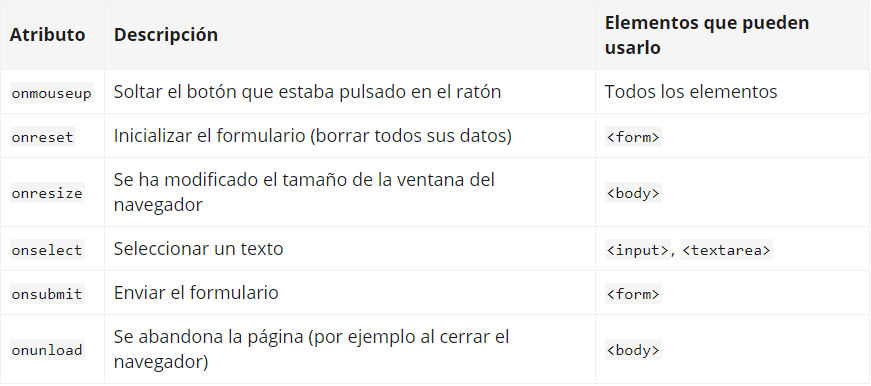 Atributo Descripción Elementos que pueden
usarlo
onmouseup Soltar el botón que estaba pulsado en el ratón Todos los elementos
onreset Inicializar el formulario (borrar todos sus datos) <form>
onresize Se ha modificado el tamaño de la ventana del
navegador <body>
onselect Seleccionar un texto <input>, <textarea>
onsubmit Enviar el formulario <form>
onunload Se abandona la página (por ejemplo al cerrar el
navegador) <body>